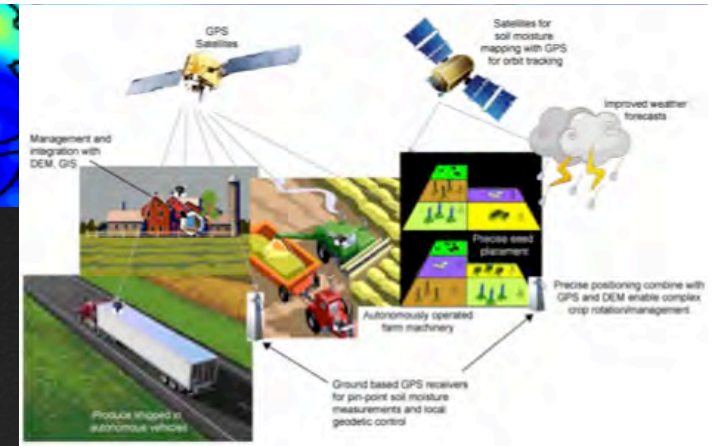 GPS
Satellites
Satellites for
soil moisture
mapping with GPS
for orbit tracking
Improved weather
forecasts
Management and
integration with
DEM, GIS
Precise seed
placement
Precise positioning combine with
GPS and DEM enable complex
crop rotation/management
Autonomously operated
farm machinery
Ground based GPS receivers
for pin-point soil moisture
measurements and local
geodetic control
Produce shipped in
autonomous vehicles